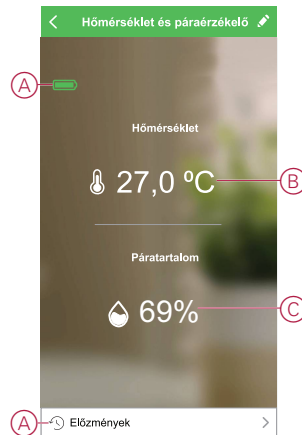 Hőmérséklet és páraérzékelő
A
Hőmérséklet
27,0 ºC
B
Páratartalom
69%
C
A
Előzmények